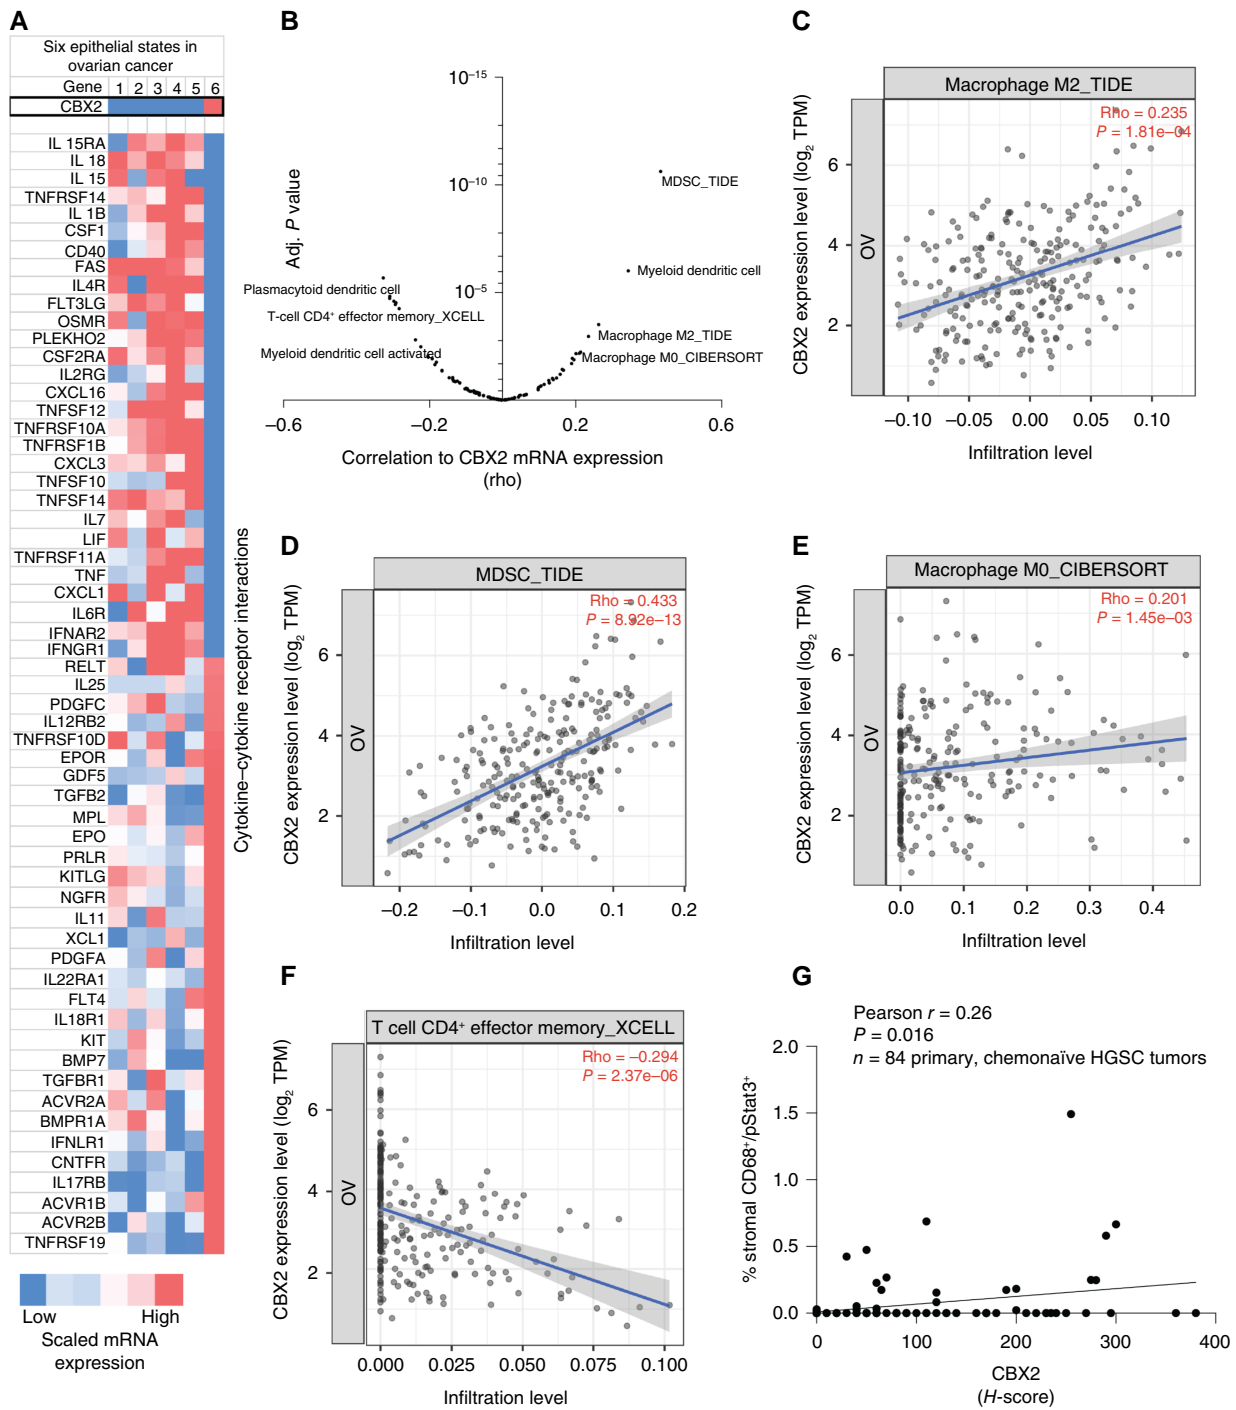 A
Six epithelial states in
ovarian cancer
Gene 1 2 3 4 5 6
CBX2
IL 15RA
IL 18
IL 15
TNFRSF14
IL 1B
CSF1
CD40
FAS
IL4R
FLT3LG
OSMR
PLEKHO2
CSF2RA
IL2RG
CXCL16
TNFSF12
TNFRSF10A
TNFRSF1B
CXCL3
TNFSF10
TNFSF14
IL7
LIF
TNFRSF11A
TNF
CXCL1
IL6R
IFNAR2
IFNGR1
RELT
IL25
PDGFC
IL12RB2
TNFRSF10D
EPOR
GDF5
TGFB2
MPL
EPO
PRLR
KITLG
NGFR
IL11
XCL1
PDGFA
IL22RA1
FLT4
IL18R1
KIT
BMP7
TGFBR1
ACVR2A
BMPR1A
IFNLR1
CNTFR
IL17RB
ACVR1B
ACVR2B
TNFRSF19
Cytokine–cytokine receptor interactions
Low High
Scaled mRNA
expression
B
Adj. P value
10⁻¹⁵
10⁻¹⁰
10⁻⁵
MDSC_TIDE
Myeloid dendritic cell
Plasmacytoid dendritic cell
T-cell CD4⁺ effector memory_XCELL
Macrophage M2_TIDE
Myeloid dendritic cell activated
Macrophage M0_CIBERSORT
–0.6 –0.2 0.2 0.6
Correlation to CBX2 mRNA expression
(rho)
C
Macrophage M2_TIDE
Rho = 0.235
P = 1.81e–04
OV
CBX2 expression level (log₂ TPM)
6
4
2
–0.10 –0.05 0.00 0.05 0.10
Infiltration level
D
MDSC_TIDE
Rho = 0.433
P = 8.92e–13
OV
CBX2 expression level (log₂ TPM)
6
4
2
–0.2 –0.1 0.0 0.1 0.2
Infiltration level
E
Macrophage M0_CIBERSORT
Rho = 0.201
P = 1.45e–03
OV
CBX2 expression level (log₂ TPM)
6
4
2
0.0 0.1 0.2 0.3 0.4
Infiltration level
F
T cell CD4⁺ effector memory_XCELL
Rho = –0.294
P = 2.37e–06
OV
CBX2 expression level (log₂ TPM)
6
4
2
0.000 0.025 0.050 0.075 0.100
Infiltration level
G
Pearson r = 0.26
P = 0.016
n = 84 primary, chemonaïve HGSC tumors
% stromal CD68⁺/pStat3⁺
2.0
1.5
1.0
0.5
0.0
0 100 200 300 400
CBX2
(H-score)